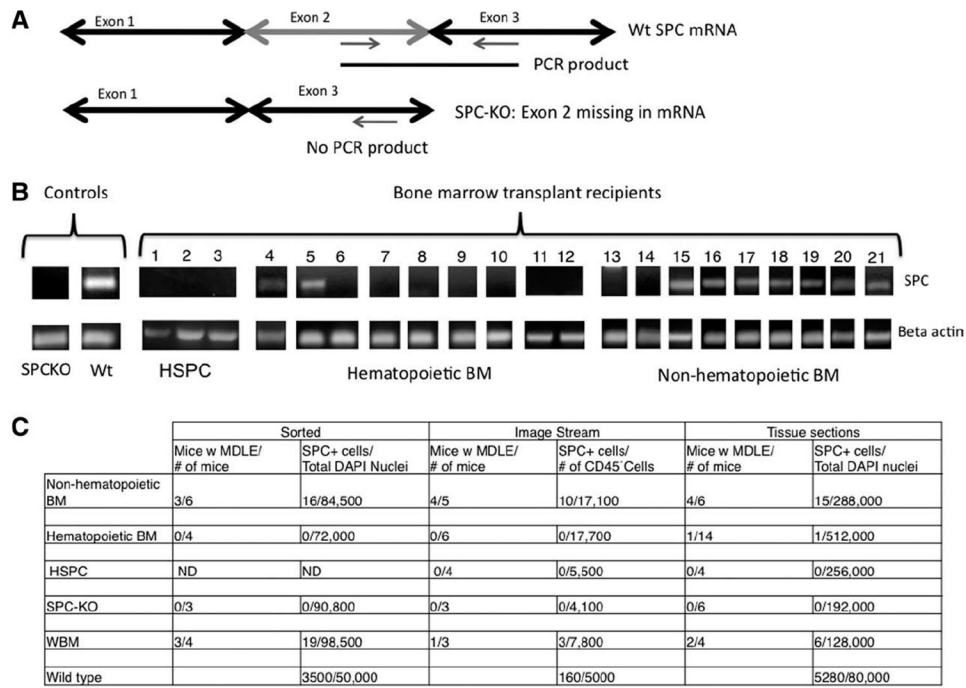 A
Exon 1 Exon 2 Exon 3 Wt SPC mRNA
PCR product
Exon 1 Exon 3 SPC-KO: Exon 2 missing in mRNA
No PCR product
B
Controls Bone marrow transplant recipients
1 2 3 4 5 6 7 8 9 10 11 12 13 14 15 16 17 18 19 20 21
SPC
Beta actin
SPCKO Wt HSPC Hematopoietic BM Non-hematopoietic BM
C
Sorted Image Stream Tissue sections
Mice w MDLE/ SPC+ cells/ Mice w MDLE/ SPC+ cells/ Mice w MDLE/ SPC+ cells/
# of mice Total DAPI Nuclei # of mice # of CD45-Cells # of mice Total DAPI nuclei
Non-hematopoietic
BM 3/6 16/84,500 4/5 10/17,100 4/6 15/288,000
Hematopoietic BM 0/4 0/72,000 0/6 0/17,700 1/14 1/512,000
HSPC ND ND 0/4 0/5,500 0/4 0/256,000
SPC-KO 0/3 0/90,800 0/3 0/4,100 0/6 0/192,000
WBM 3/4 19/98,500 1/3 3/7,800 2/4 6/128,000
Wild type 3500/50,000 160/5000 5280/80,000